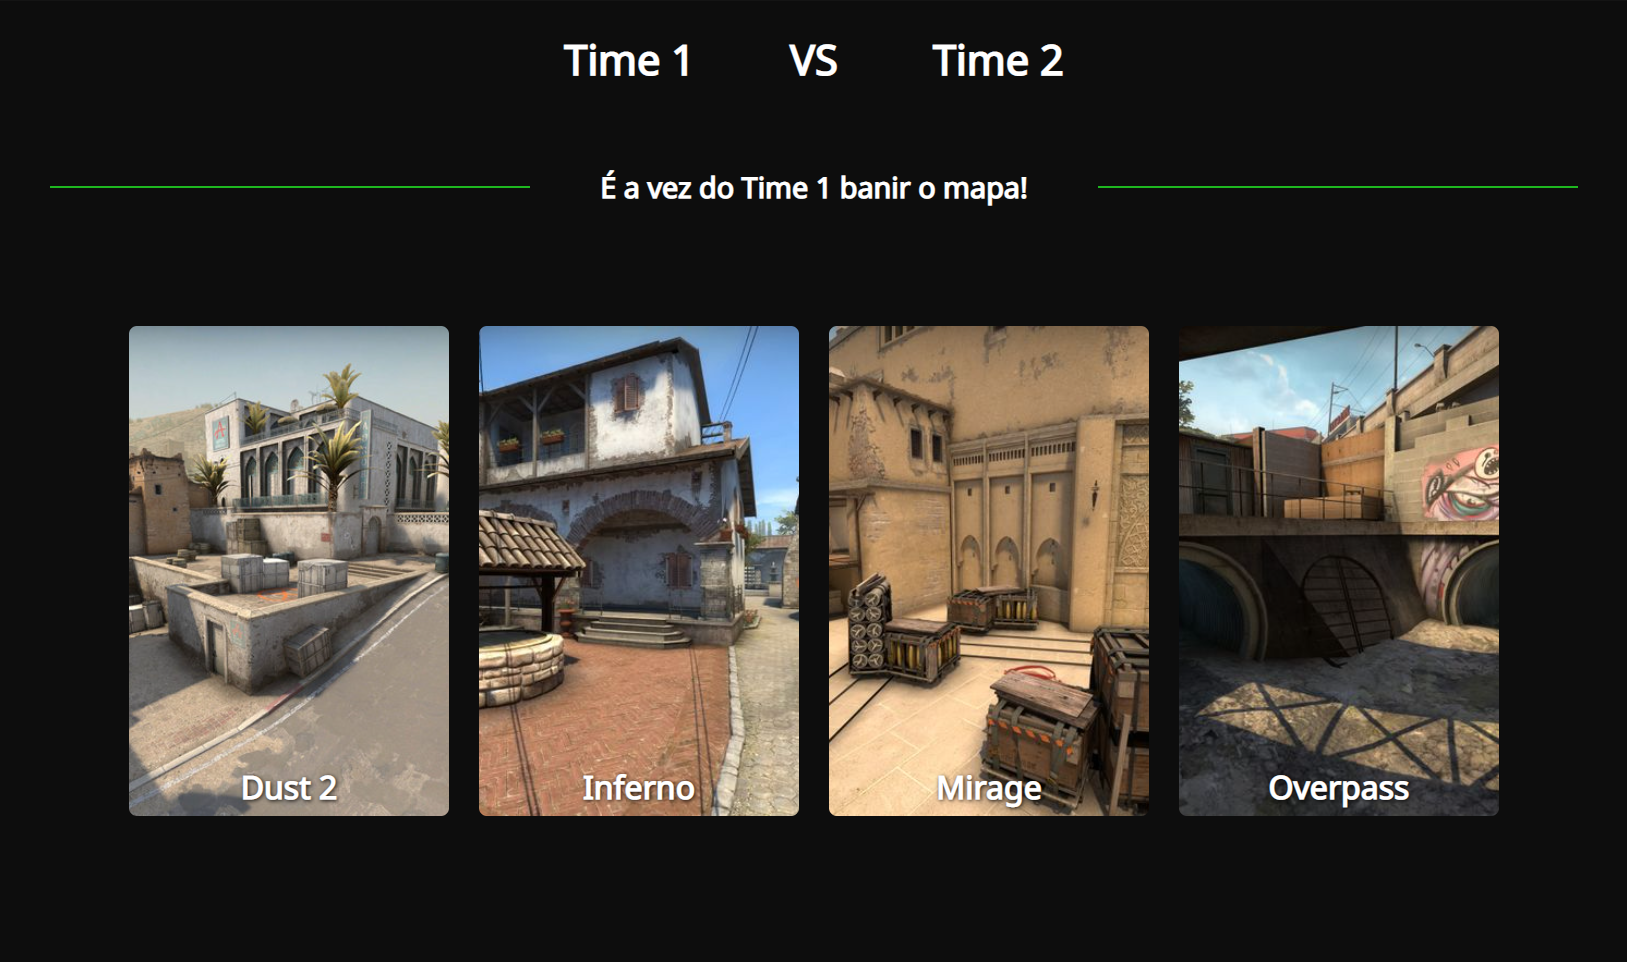 Time 1 VS Time 2
É a vez do Time 1 banir o mapa!
Dust 2 Inferno Mirage Overpass